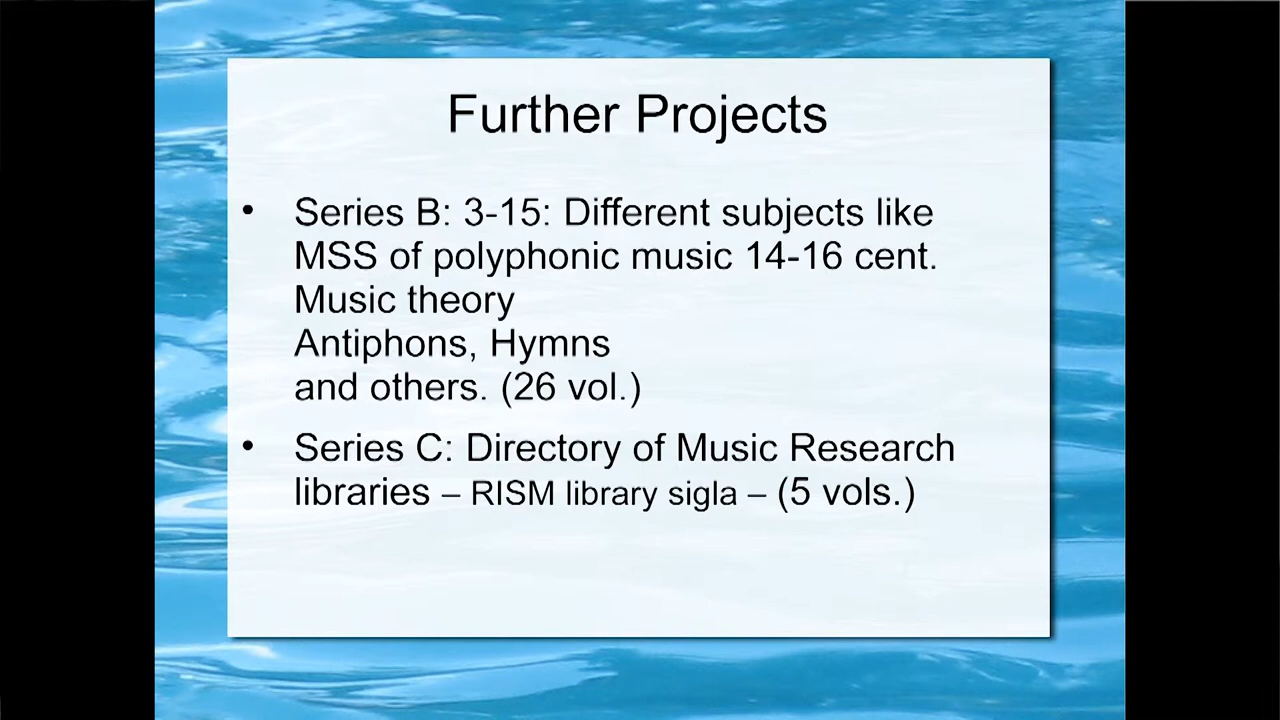 Further Projects
• Series B: 3-15: Different subjects like
MSS of polyphonic music 14-16 cent.
Music theory
Antiphons, Hymns
and others. (26 vol.)
• Series C: Directory of Music Research
libraries – RISM library sigla – (5 vols.)